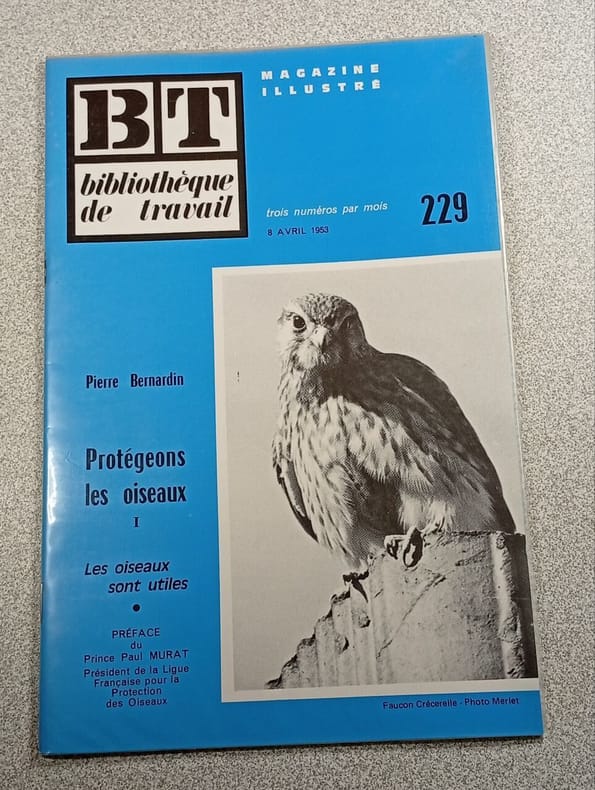 BT
bibliothèque
de travail
MAGAZINE
ILLUSTRÉ
trois numéros par mois
8 AVRIL 1953
229
Pierre Bernardin
Protégeons
les oiseaux
I
Les oiseaux
sont utiles
PRÉFACE
du
Prince Paul MURAT
Président de la Ligue
Française pour la
Protection
des Oiseaux
Faucon Crécerelle - Photo Merlet